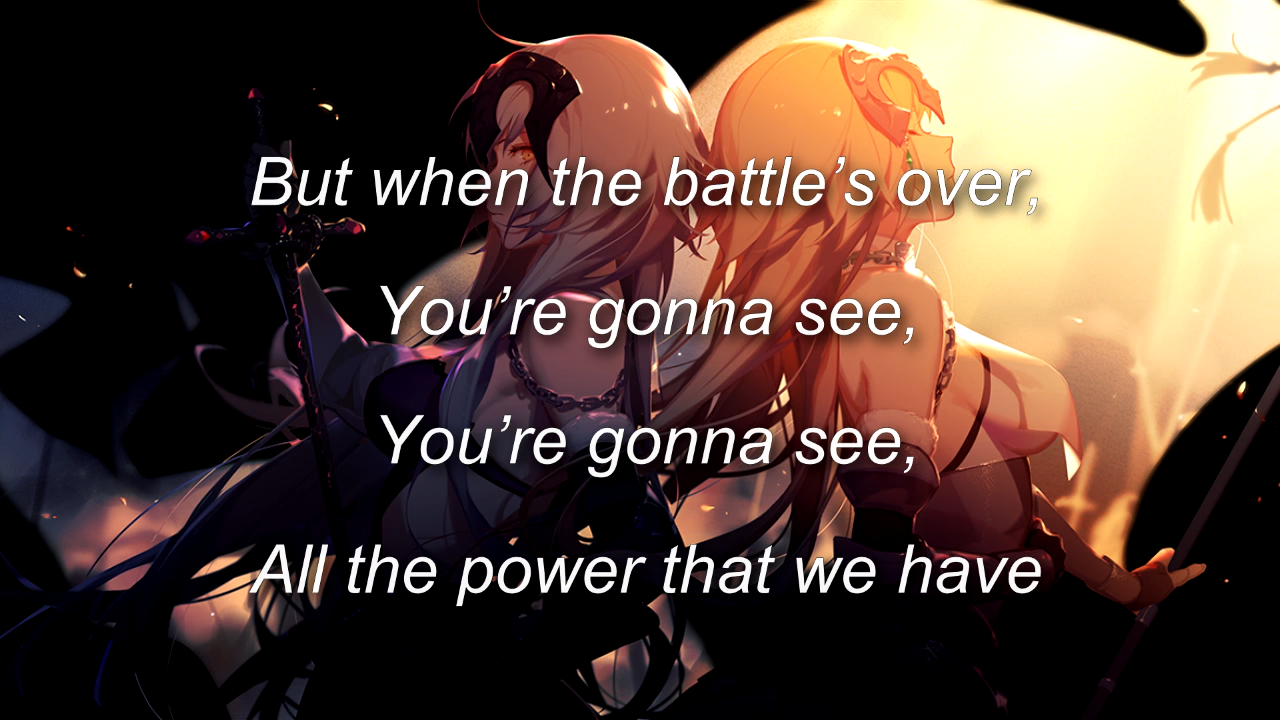 But when the battle’s over,
You’re gonna see,
You’re gonna see,
All the power that we have